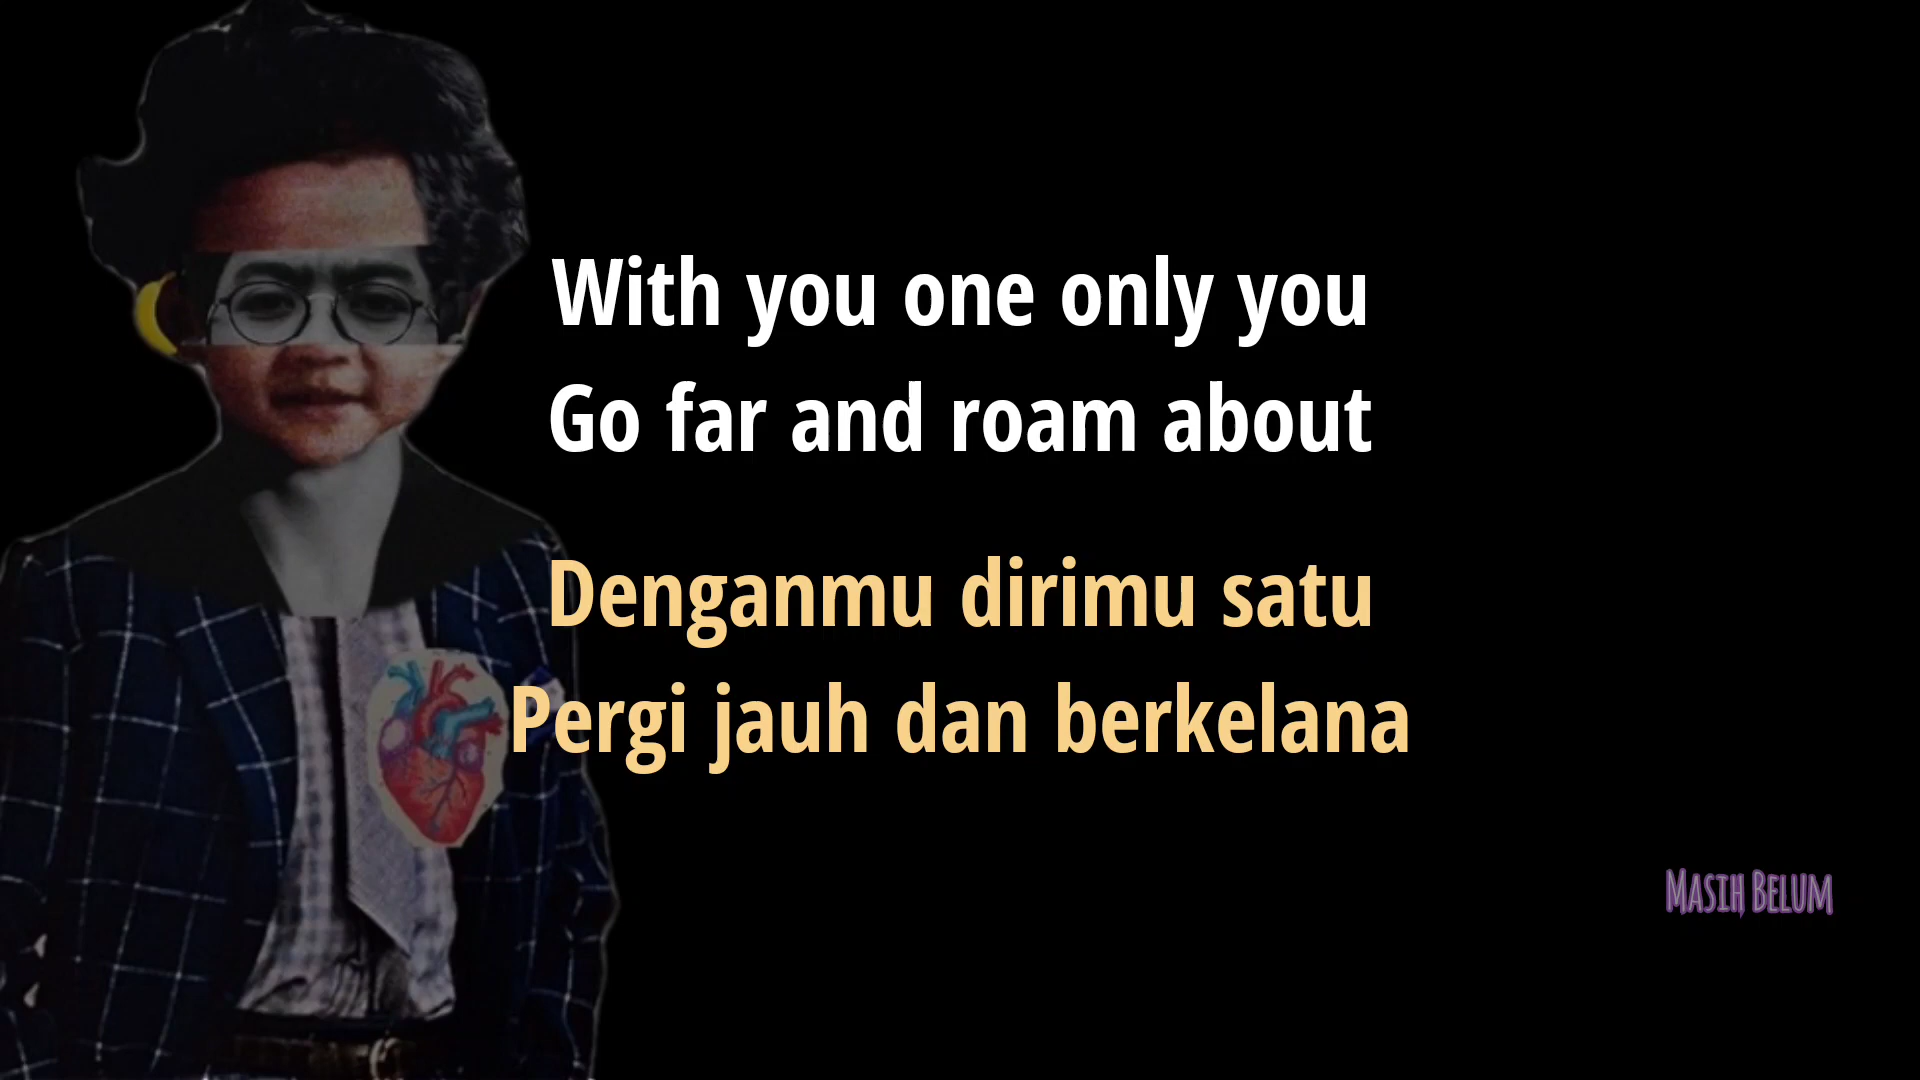 With you one only you
Go far and roam about
Denganmu dirimu satu
Pergi jauh dan berkelana
Masih Belum